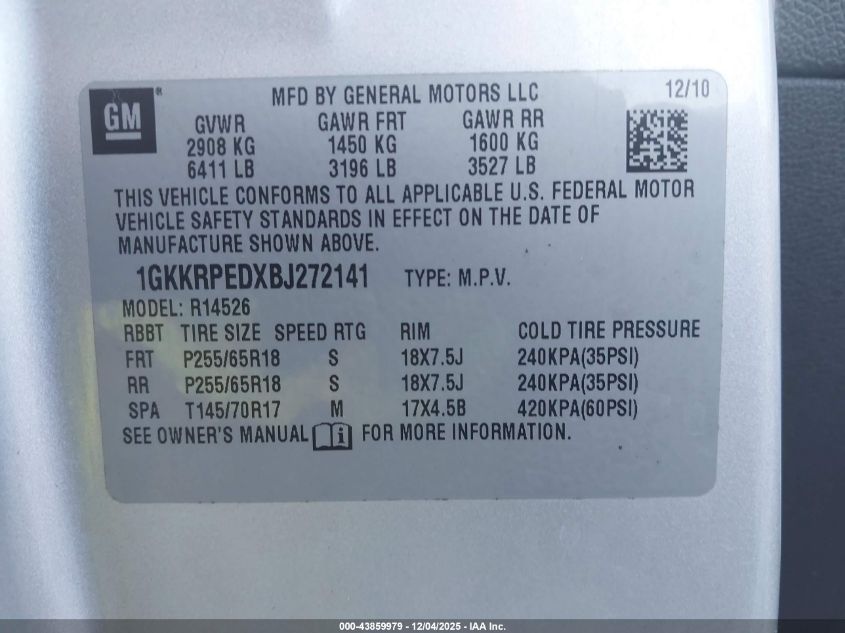 GM ® MFD BY GENERAL MOTORS LLC 12/10
GVWR GAWR FRT GAWR RR
2908 KG 1450 KG 1600 KG
6411 LB 3196 LB 3527 LB
THIS VEHICLE CONFORMS TO ALL APPLICABLE U.S. FEDERAL MOTOR
VEHICLE SAFETY STANDARDS IN EFFECT ON THE DATE OF
MANUFACTURE SHOWN ABOVE.
1GKKRPEDXBJ272141 TYPE: M.P.V.
MODEL: R14526
RBBT TIRE SIZE SPEED RTG RIM COLD TIRE PRESSURE
FRT P255/65R18 S 18X7.5J 240KPA(35PSI)
RR P255/65R18 S 18X7.5J 240KPA(35PSI)
SPA T145/70R17 M 17X4.5B 420KPA(60PSI)
SEE OWNER'S MANUAL i FOR MORE INFORMATION.
000-43859979 - 12/04/2025 - IAA Inc.